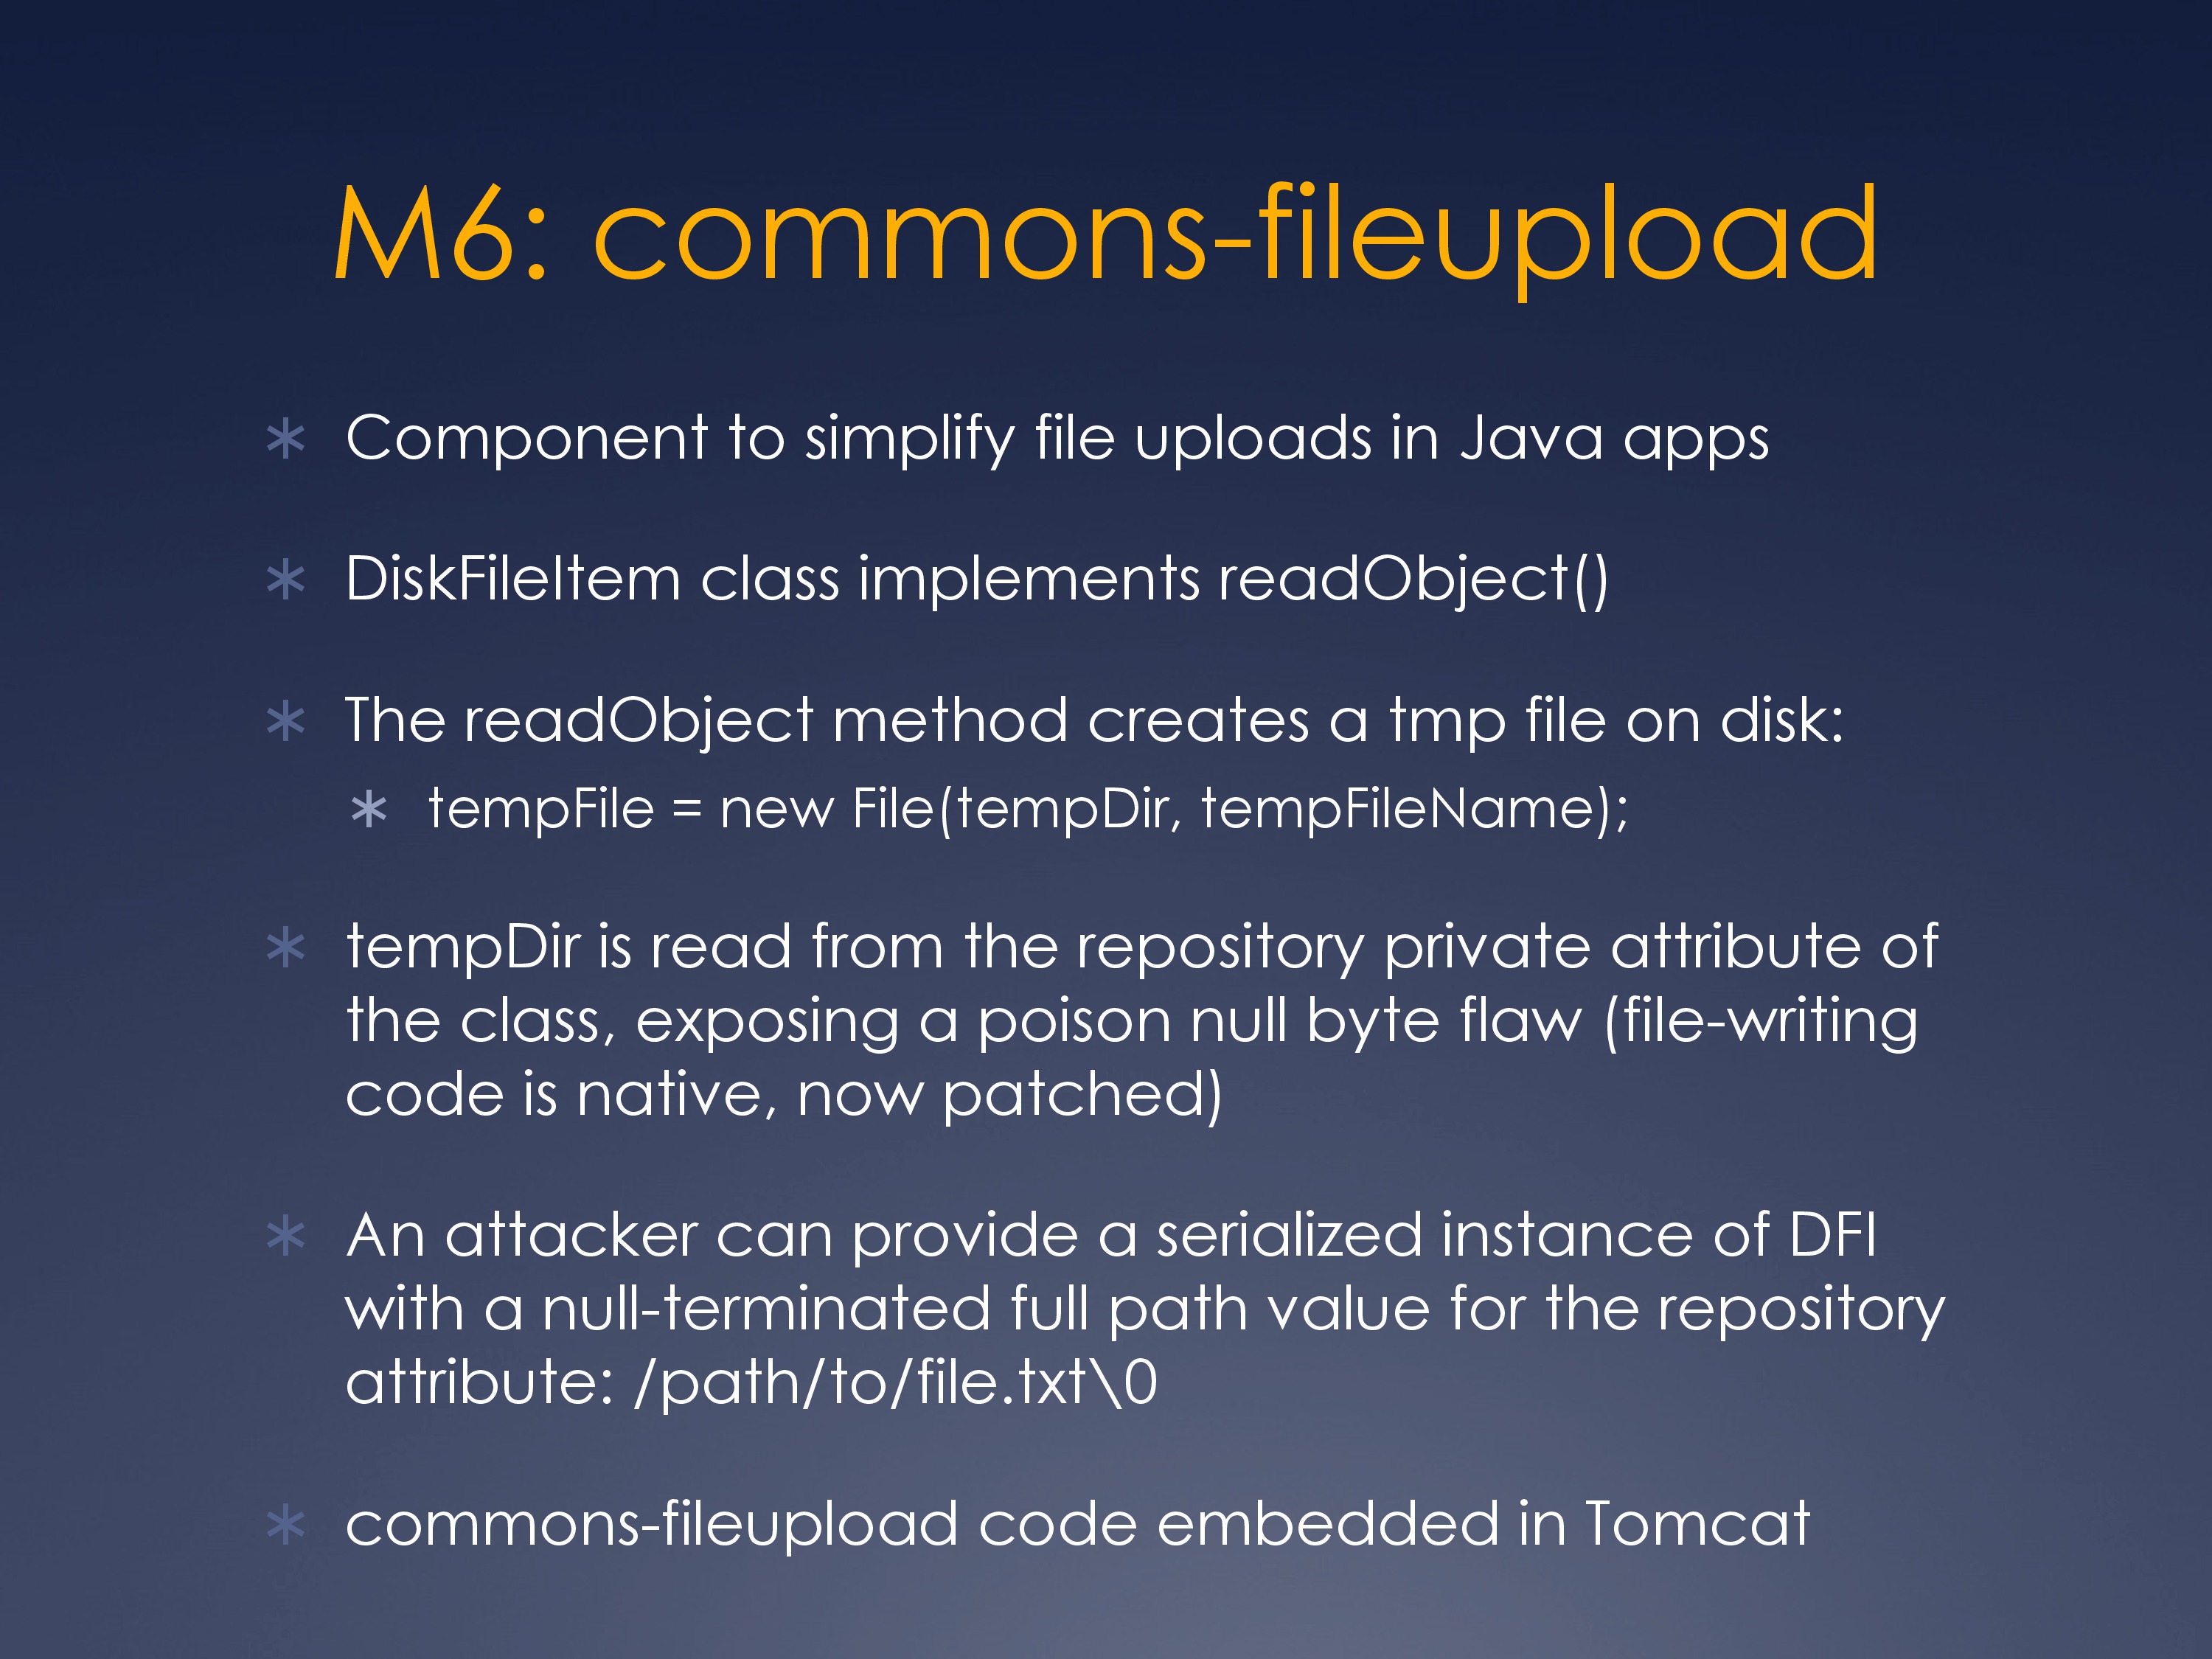 M6: commons-fileupload
* Component to simplify file uploads in Java apps
* DiskFileItem class implements readObject()
* The readObject method creates a tmp file on disk:
* tempFile = new File(tempDir, tempFileName);
* tempDir is read from the repository private attribute of
the class, exposing a poison null byte flaw (file-writing
code is native, now patched)
* An attacker can provide a serialized instance of DFI
with a null-terminated full path value for the repository
attribute: /path/to/file.txt\0
* commons-fileupload code embedded in Tomcat